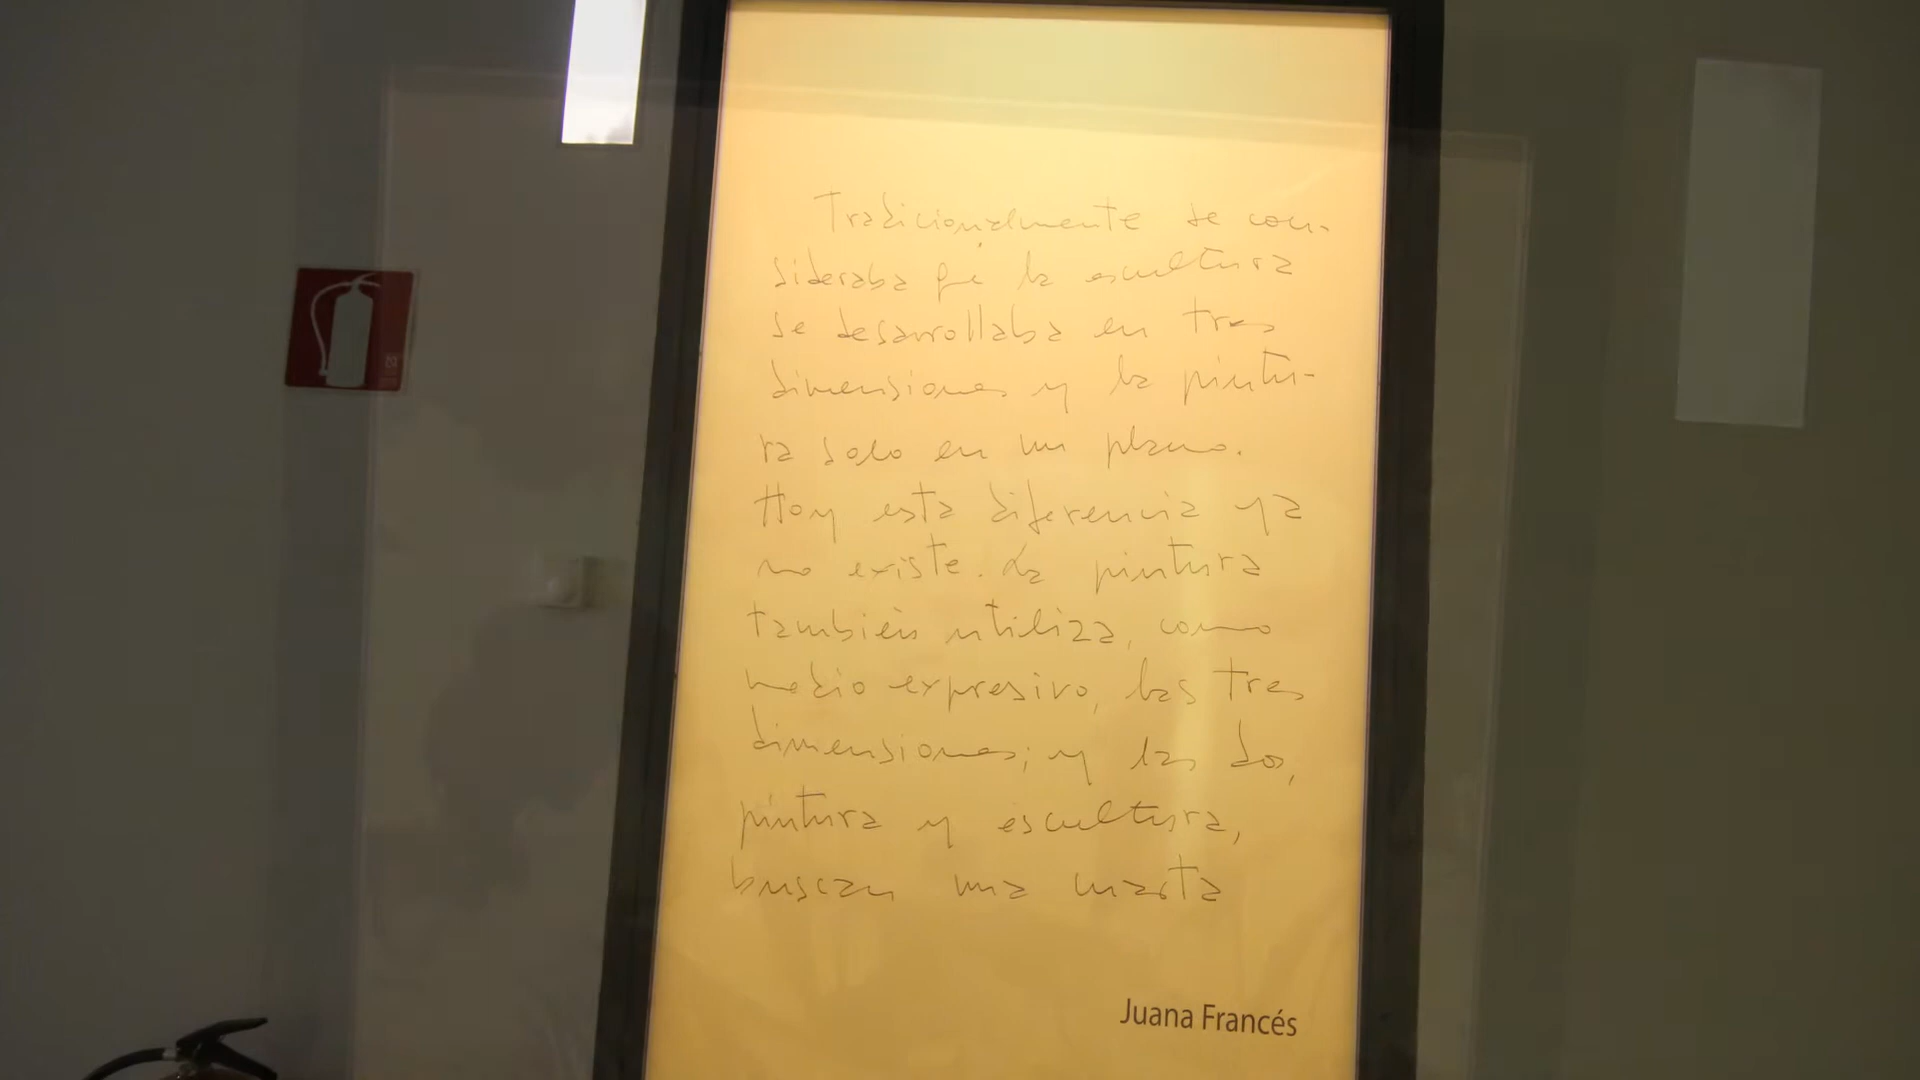 Tradicionalmente se con-
sideraba que la escultura
se desarrollaba en tres
dimensiones y la pintu-
ra solo en un plano.
Hoy esta diferencia ya
no existe. La pintura
también utiliza, como
medio expresivo, las tres
dimensiones; y las dos,
pintura y escultura,
buscan una
Juana Francés